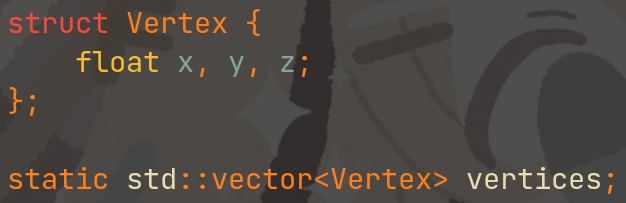 struct Vertex {
    float x, y, z;
};
static std::vector<Vertex> vertices;